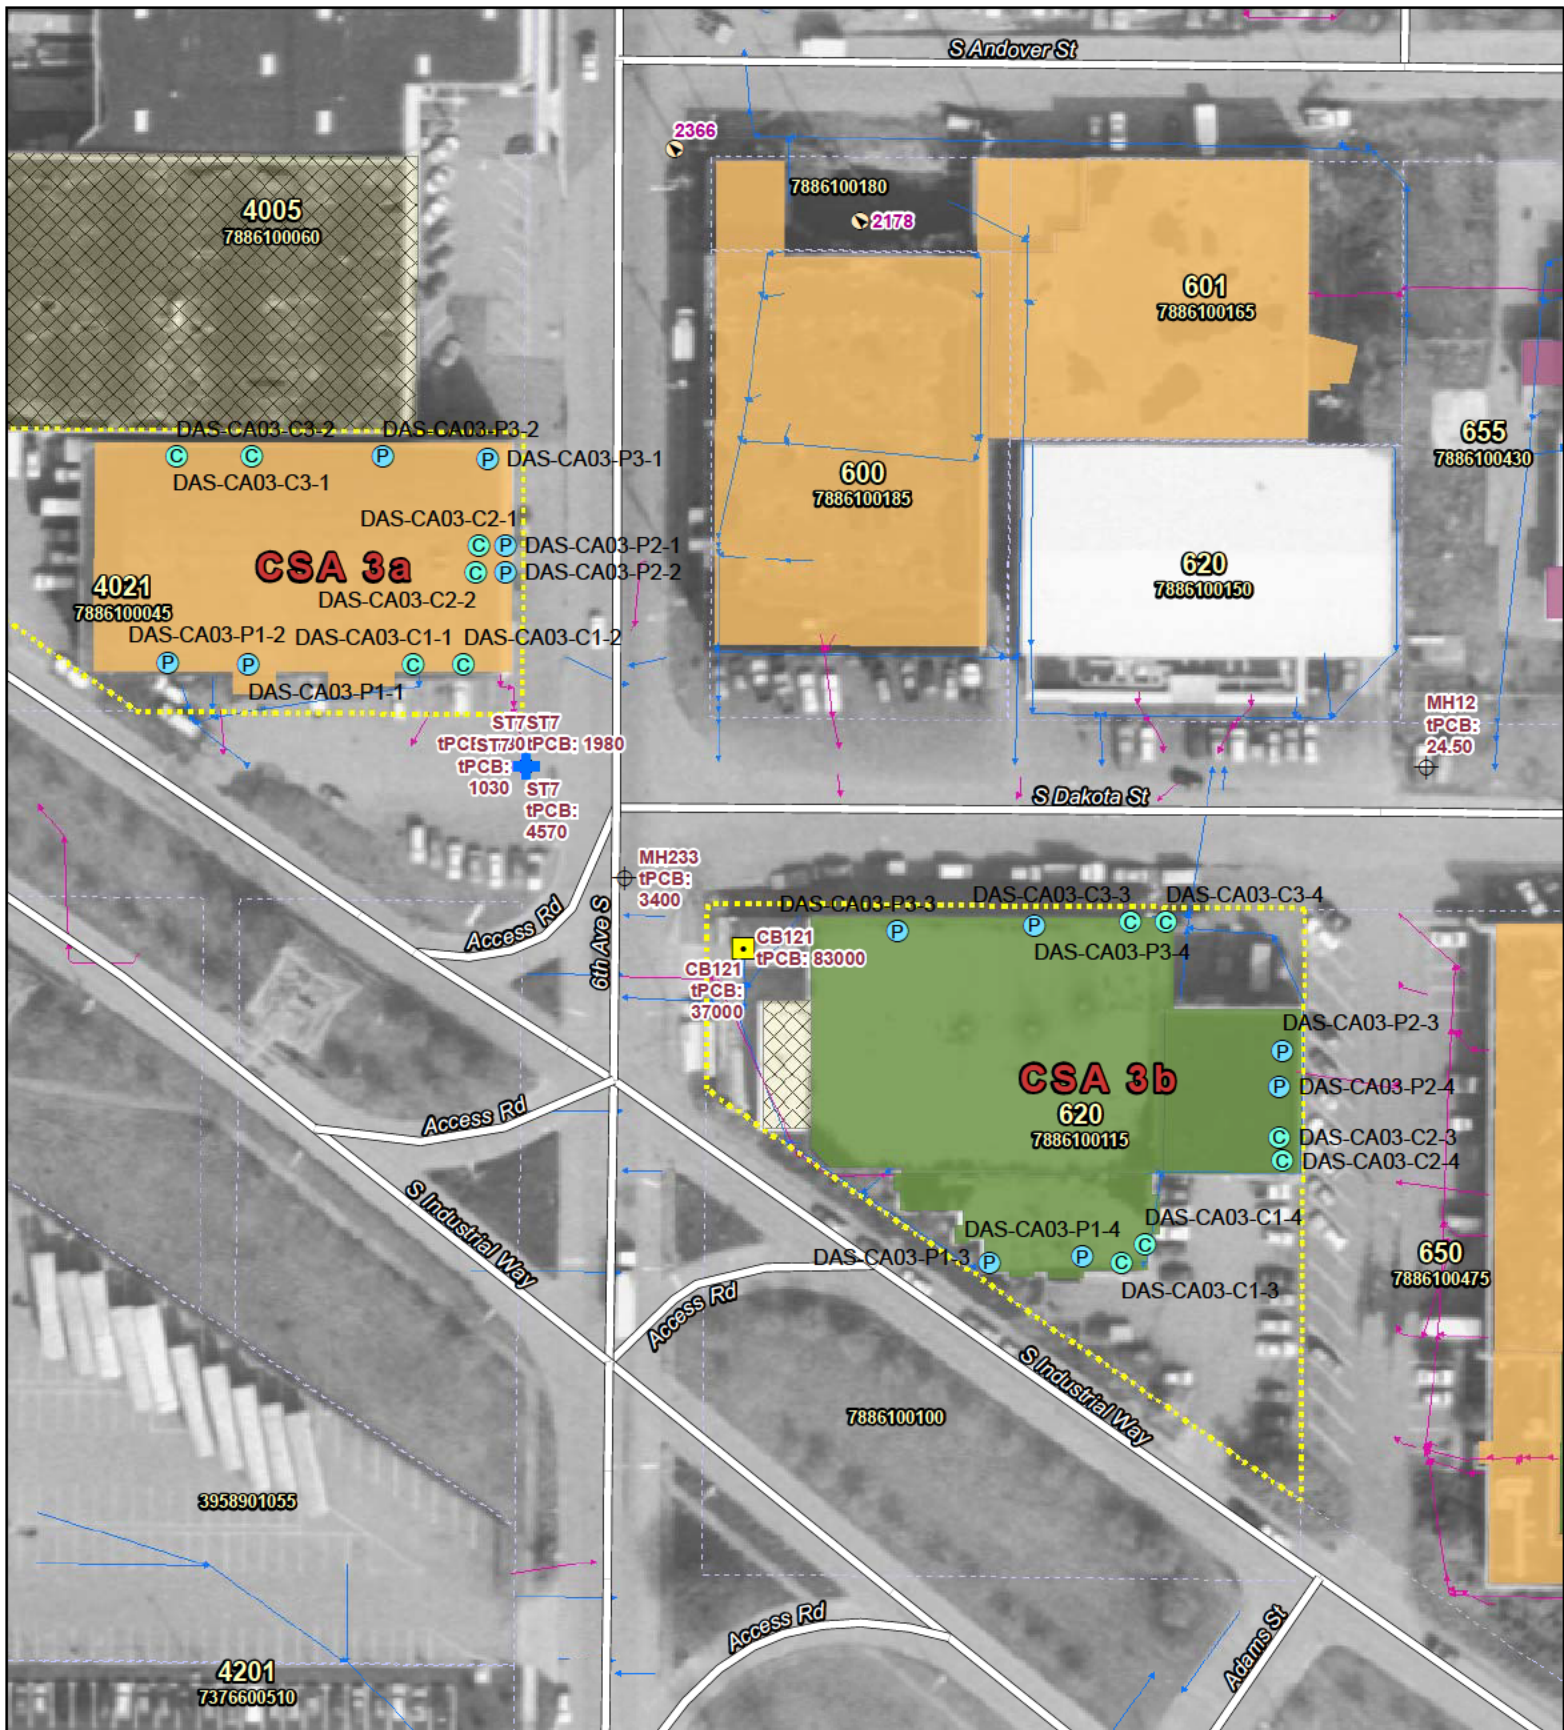 S Andover St
2366
7886100180
2178
4005
7886100060
601
7886100165
655
7886100430
DAS-CA03-C3-2
DAS-CA03-P3-2
C
C
P
P
DAS-CA03-P3-1
DAS-CA03-C3-1
600
7886100185
DAS-CA03-C2-1
C
P
DAS-CA03-P2-1
C
P
DAS-CA03-P2-2
CSA 3a
DAS-CA03-C2-2
4021
7886100045
620
7886100150
DAS-CA03-P1-2
DAS-CA03-C1-1
DAS-CA03-C1-2
P
P
C
C
DAS-CA03-P1-1
ST7
ST7
ST7
tPCB: 1980
tPCB:
1030
ST7
tPCB:
4570
MH12
tPCB:
24.50
S Dakota St
MH233
tPCB:
3400
Access Rd
6th Ave S
DAS-CA03-P3-3
DAS-CA03-C3-3
DAS-CA03-C3-4
P
P
C
C
DAS-CA03-P3-4
CB121
tPCB: 83000
CB121
tPCB:
37000
DAS-CA03-P2-3
P
P
DAS-CA03-P2-4
CSA 3b
620
7886100115
C
DAS-CA03-C2-3
C
DAS-CA03-C2-4
Access Rd
S Industrial Way
DAS-CA03-C1-4
DAS-CA03-P1-4
DAS-CA03-P1-3
P
P
C
C
DAS-CA03-C1-3
650
7886100475
Access Rd
S Industrial Way
7886100100
3958901055
Access Rd
Adams St
4201
7376600510